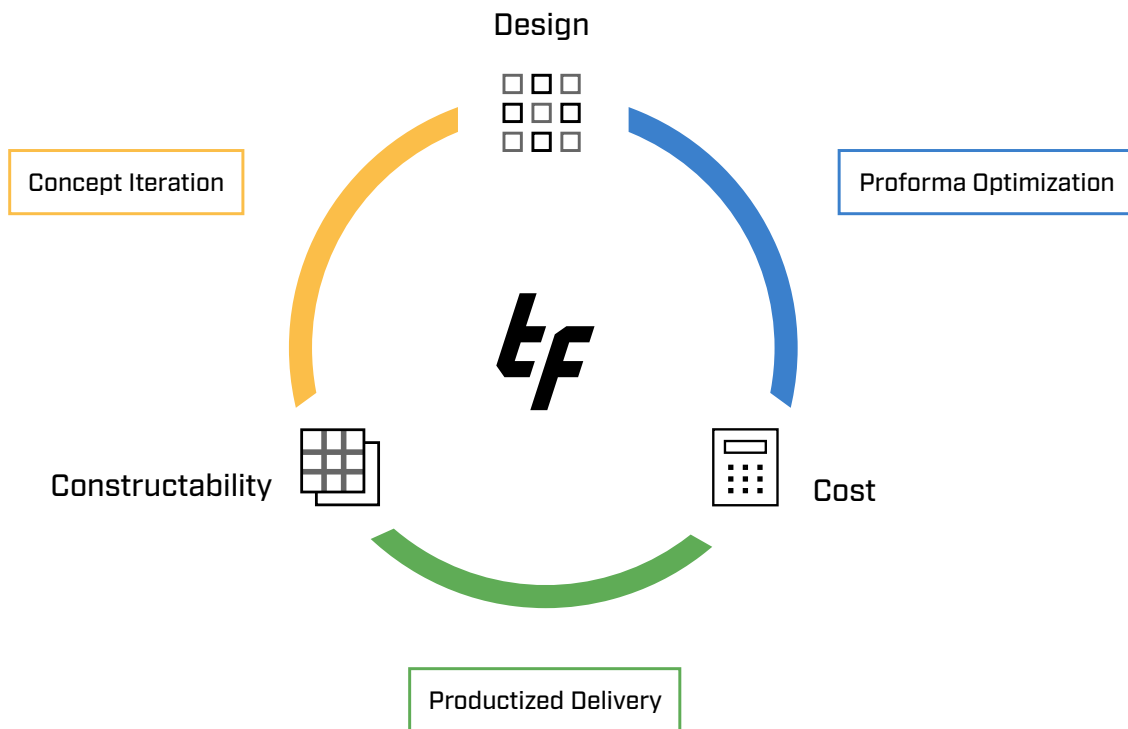 Design
Concept Iteration
Proforma Optimization
tf
Constructability
Cost
Productized Delivery